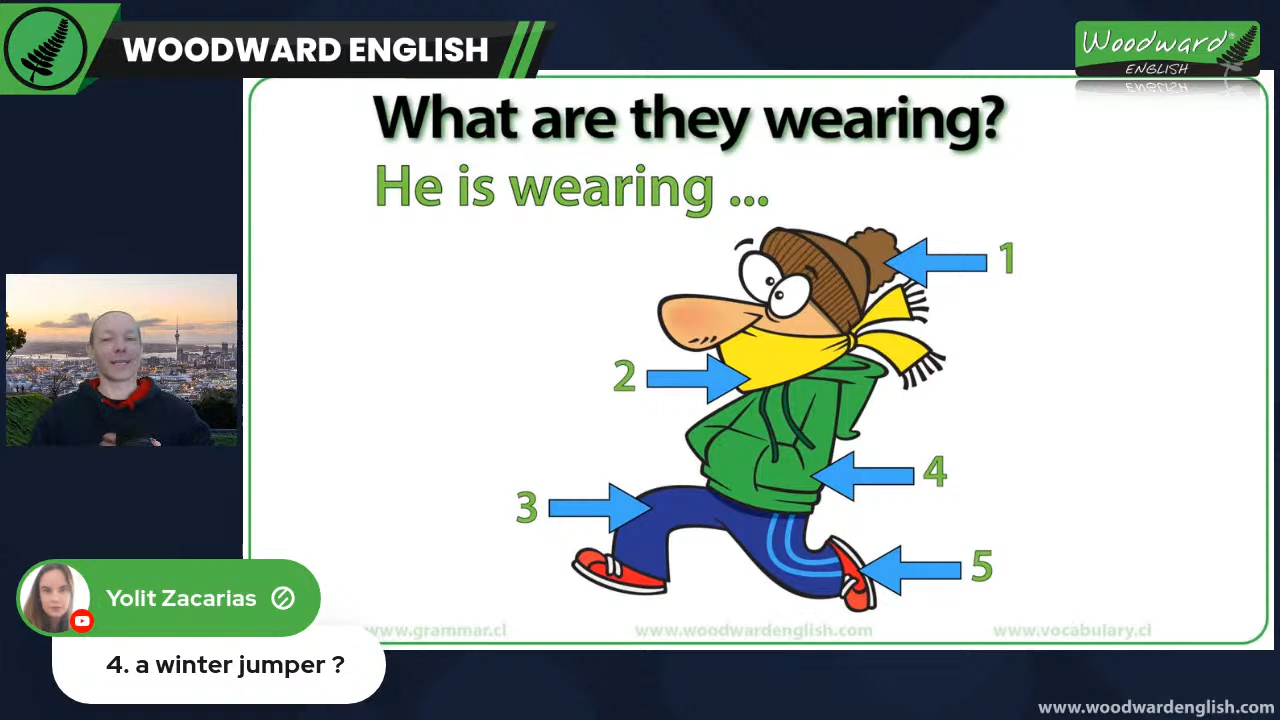 WOODWARD ENGLISH
Woodward®
ENGLISH
What are they wearing?
He is wearing ...
1
2
3
4
5
Yolit Zacarias
4. a winter jumper ?
www.grammar.cl
www.woodwardenglish.com
www.vocabulary.cl
www.woodwardenglish.com